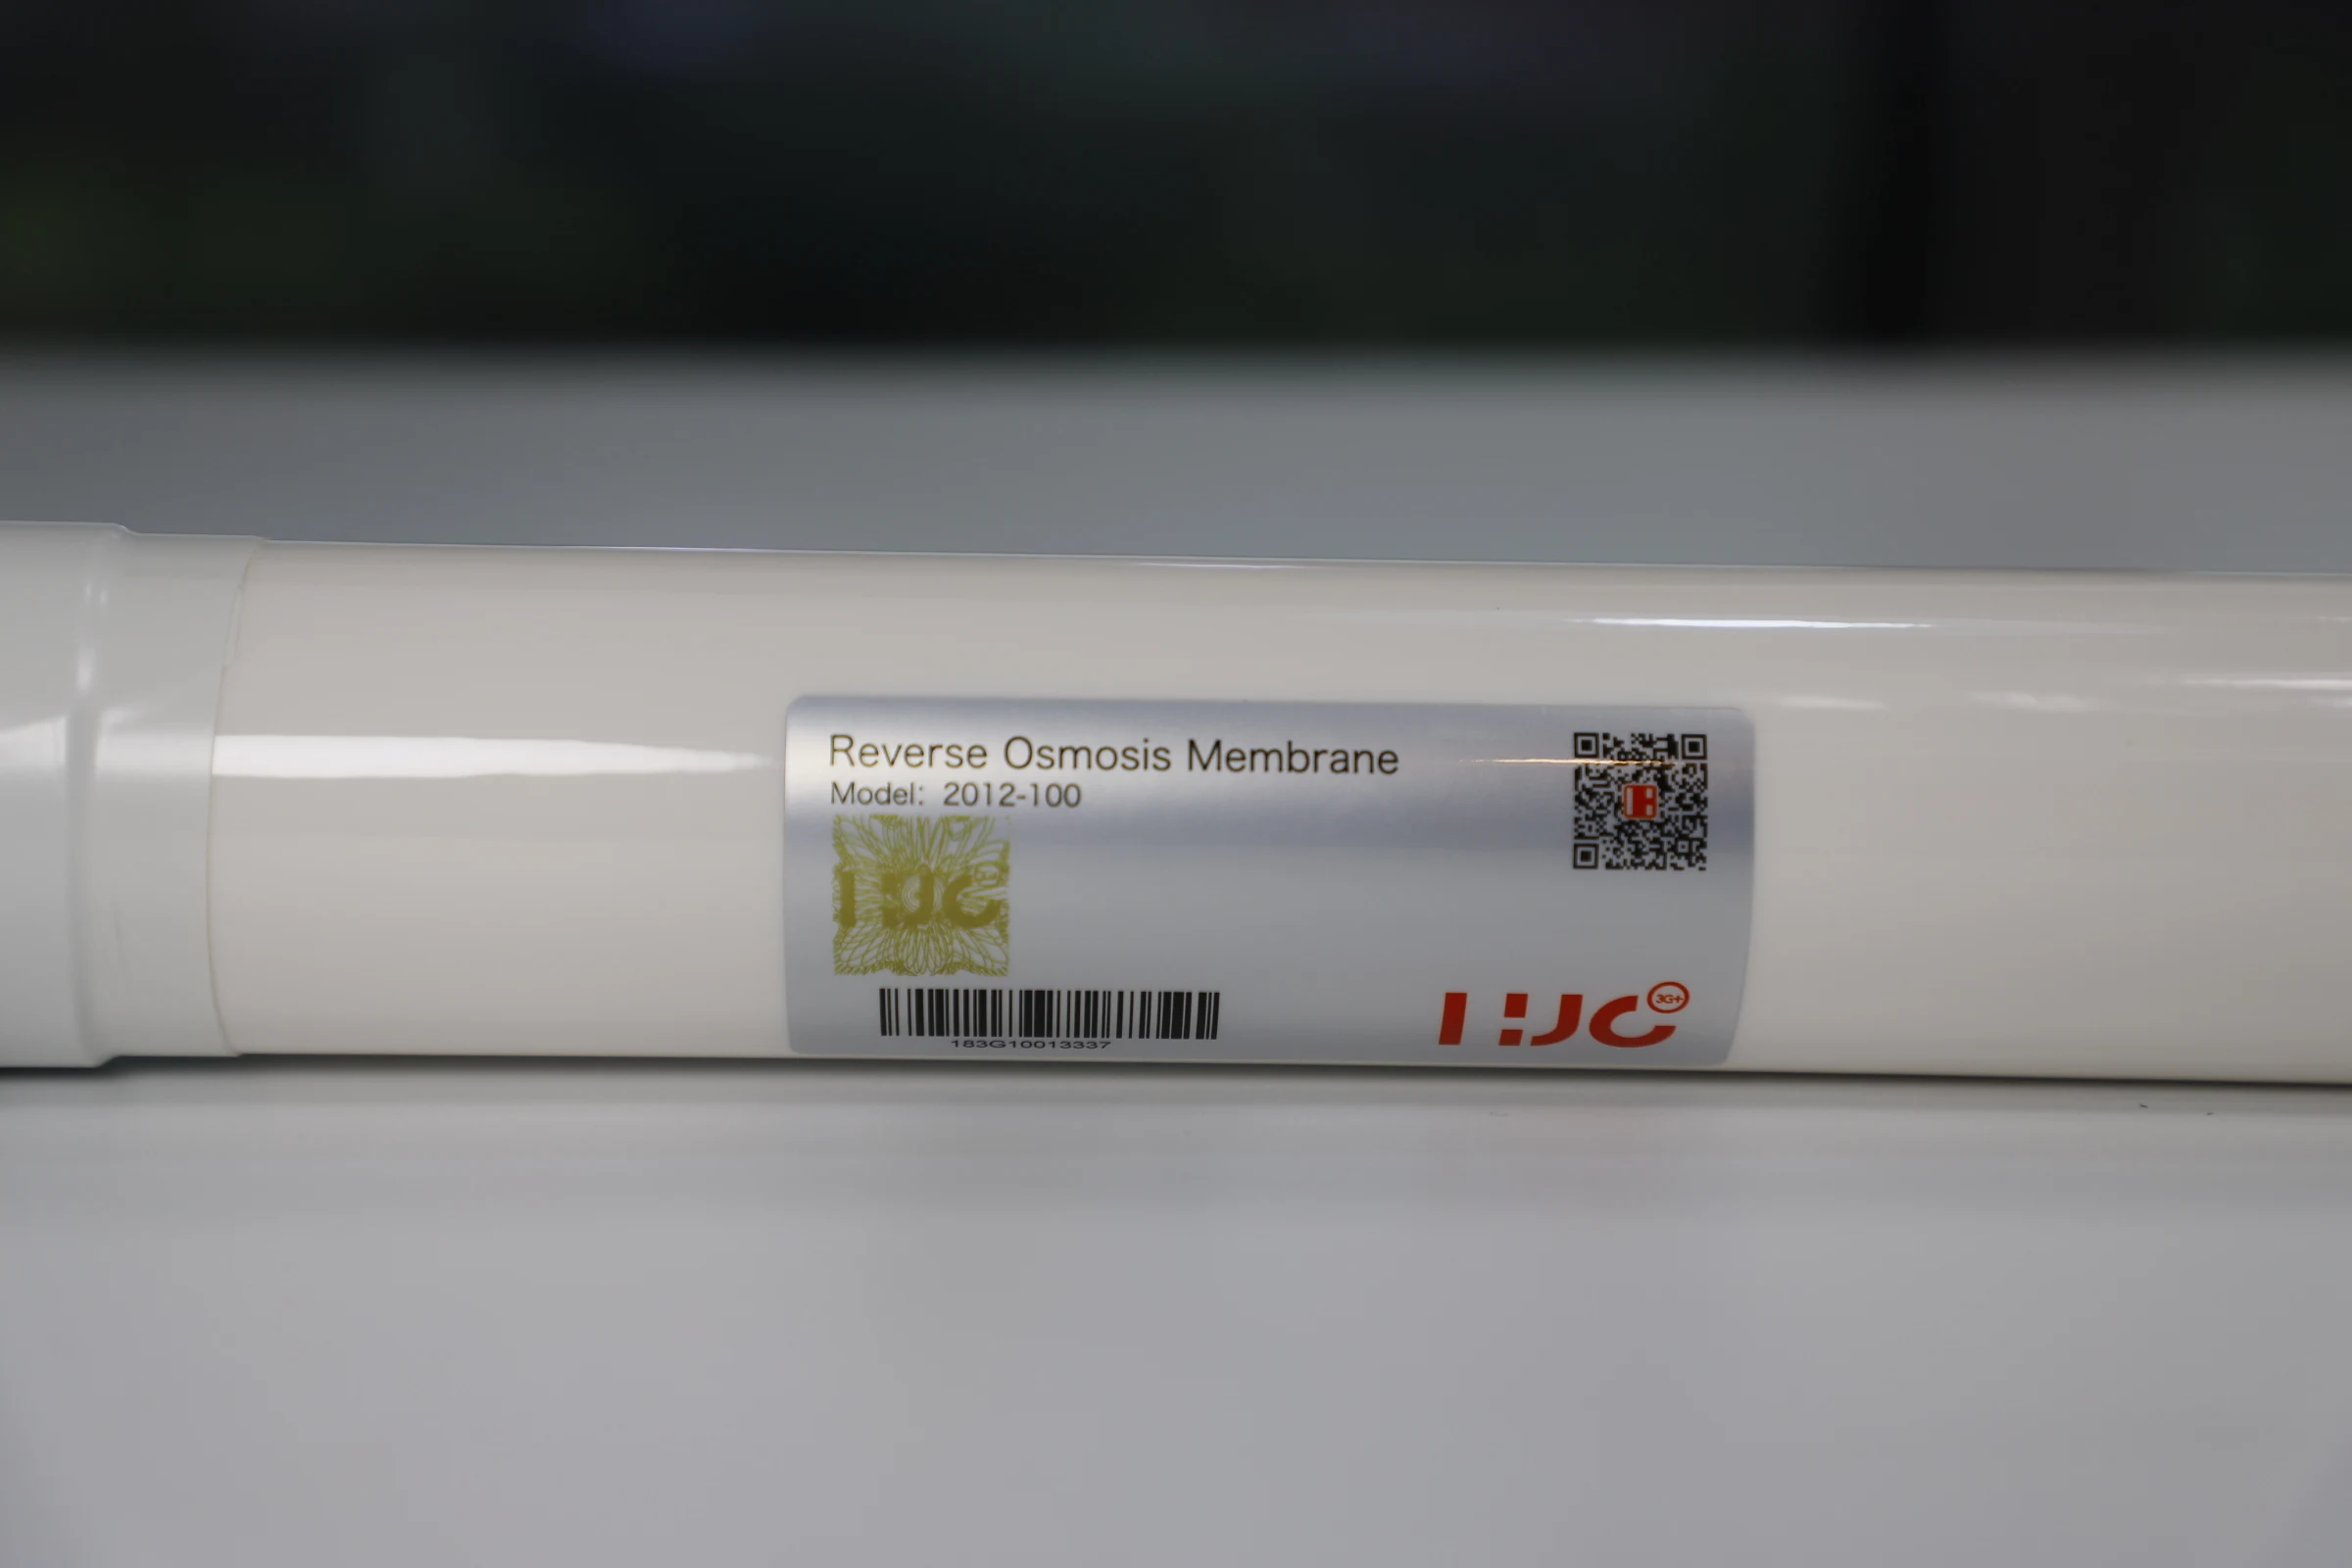 Reverse Osmosis Membrane
Model: 2012-100
183G10013337
HJC 3G+